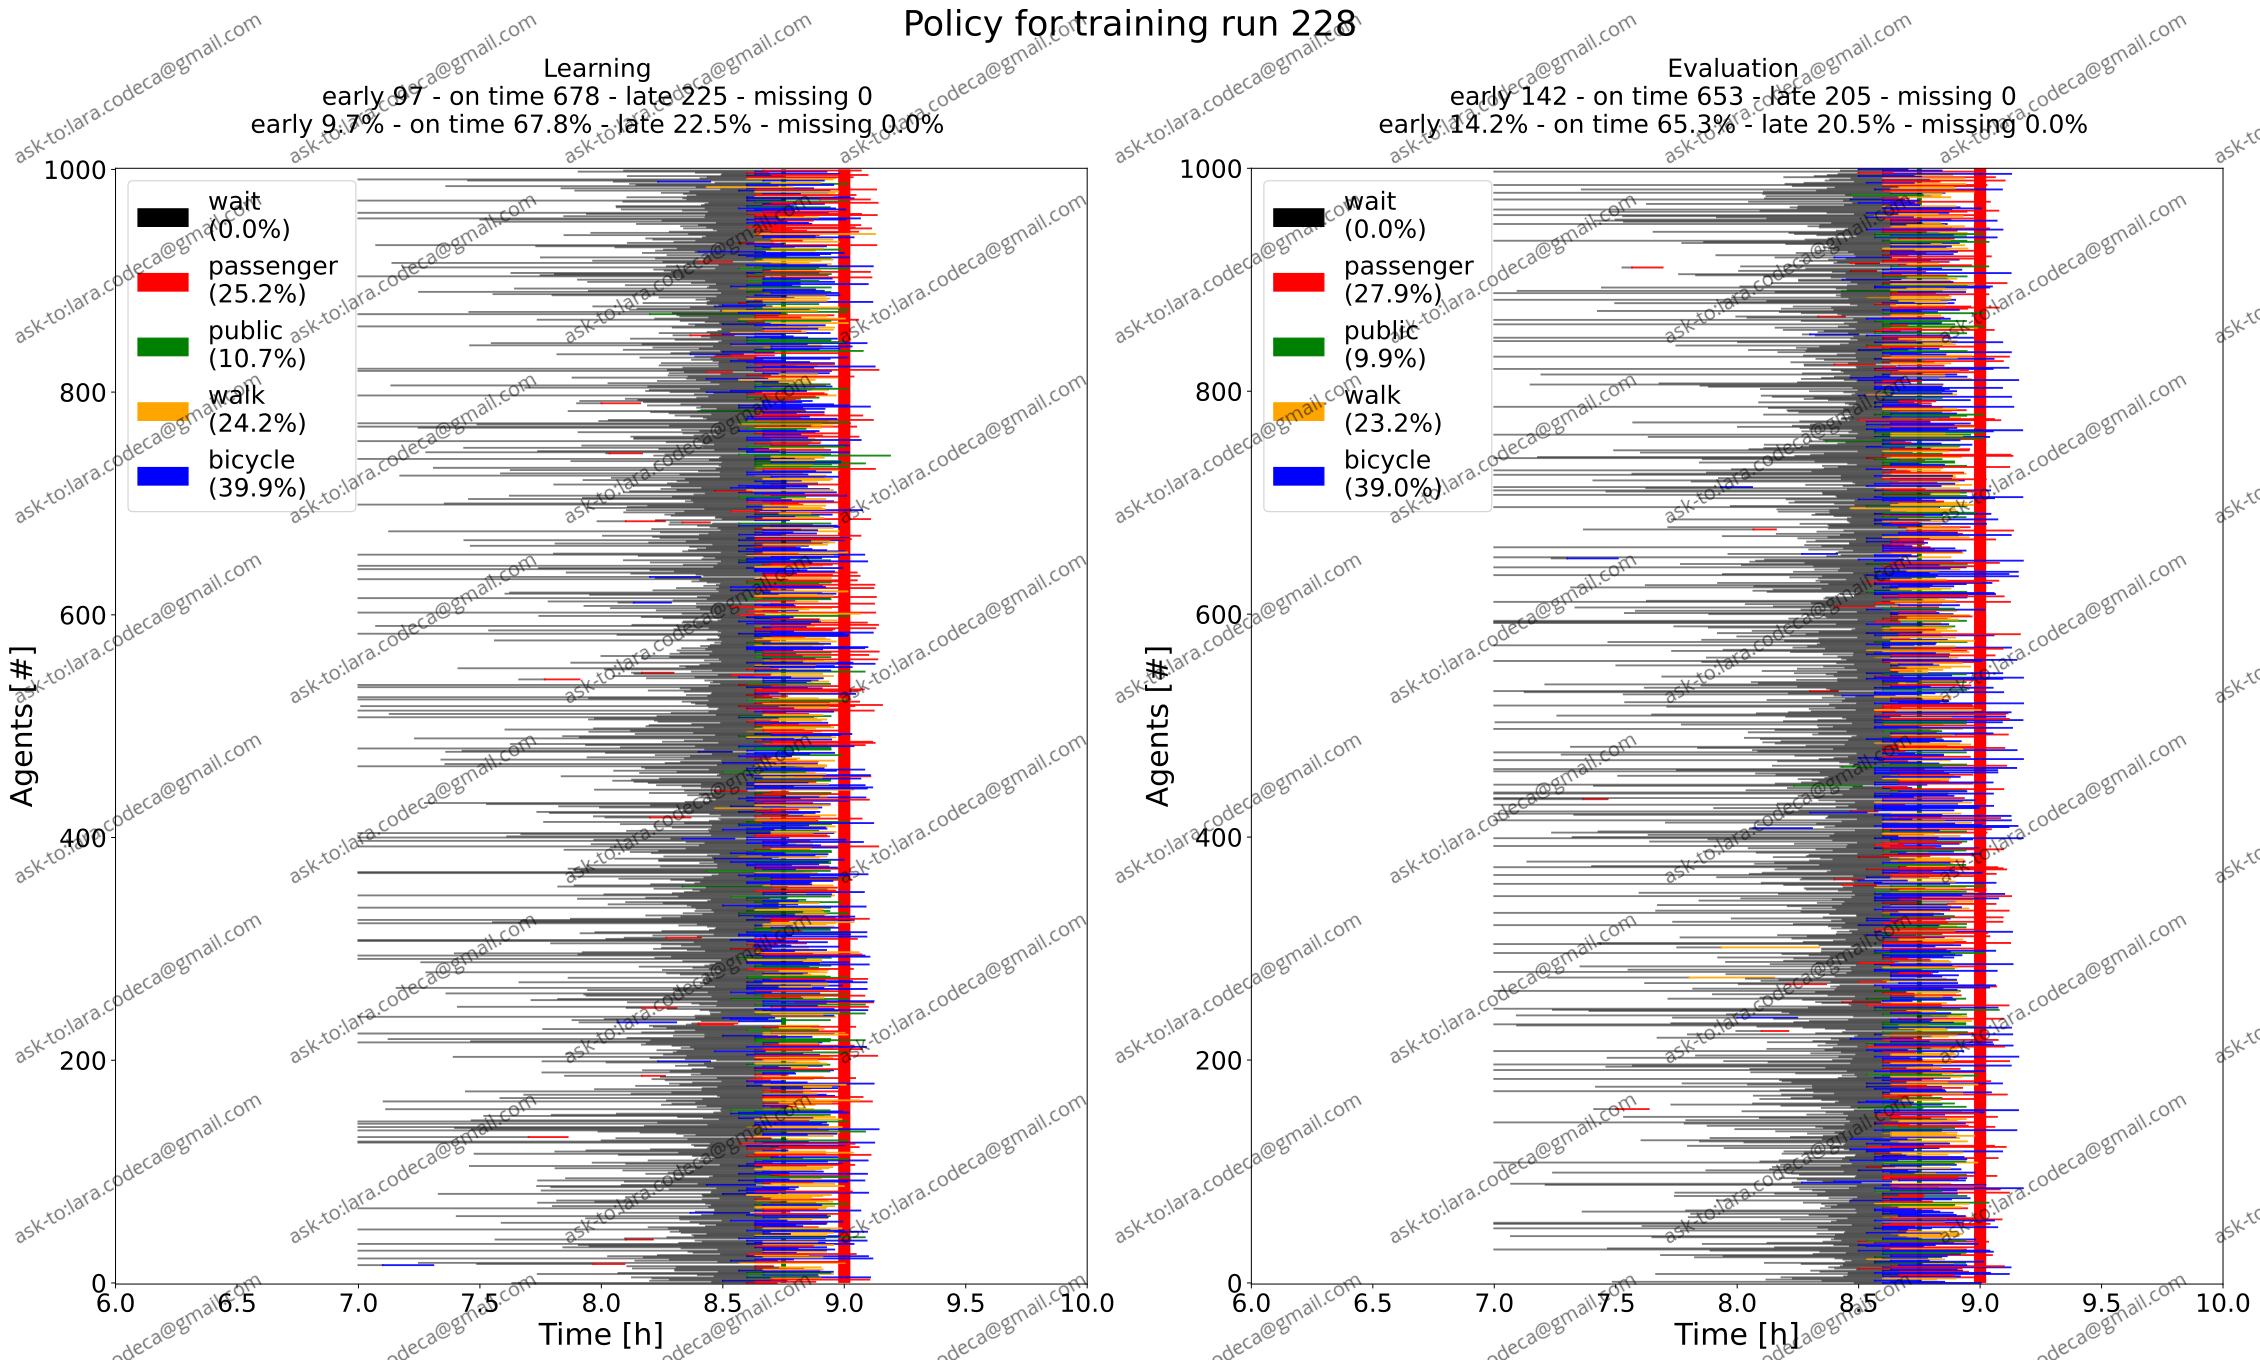 Policy for training run 228
Learning
early 97 - on time 678 - late 225 - missing 0
early 9.7% - on time 67.8% - late 22.5% - missing 0.0%
1000
800
600
400
200
0
Agents [#]
wait
(0.0%)
passenger
(25.2%)
public
(10.7%)
walk
(24.2%)
bicycle
(39.9%)
6.0 6.5 7.0 7.5 8.0 8.5 9.0 9.5 10.0
Time [h]
Evaluation
early 142 - on time 653 - late 205 - missing 0
early 14.2% - on time 65.3% - late 20.5% - missing 0.0%
1000
800
600
400
200
0
Agents [#]
wait
(0.0%)
passenger
(27.9%)
public
(9.9%)
walk
(23.2%)
bicycle
(39.0%)
6.0 6.5 7.0 7.5 8.0 8.5 9.0 9.5 10.0
Time [h]
ask-to:lara.codeca@gmail.com